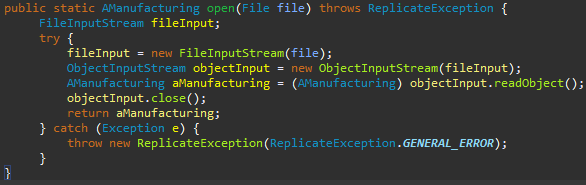 public static AManufacturing open(File file) throws ReplicateException {
FileInputStream fileInput;
try {
fileInput = new FileInputStream(file);
ObjectInputStream objectInput = new ObjectInputStream(fileInput);
AManufacturing aManufacturing = (AManufacturing) objectInput.readObject();
objectInput.close();
return aManufacturing;
} catch (Exception e) {
throw new ReplicateException(ReplicateException.GENERAL_ERROR);
}
}